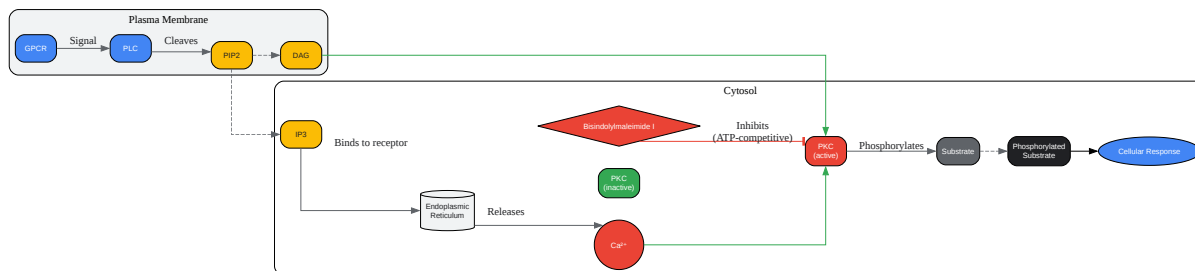 Plasma Membrane
GPCR
Signal
PLC
Cleaves
PIP2
DAG
Cytosol
IP3
Binds to receptor
Bisindolylmaleimide I
Inhibits
(ATP-competitive)
PKC
(active)
Phosphorylates
Substrate
Phosphorylated
Substrate
Cellular Response
PKC
(inactive)
Endoplasmic
Reticulum
Releases
Ca²⁺